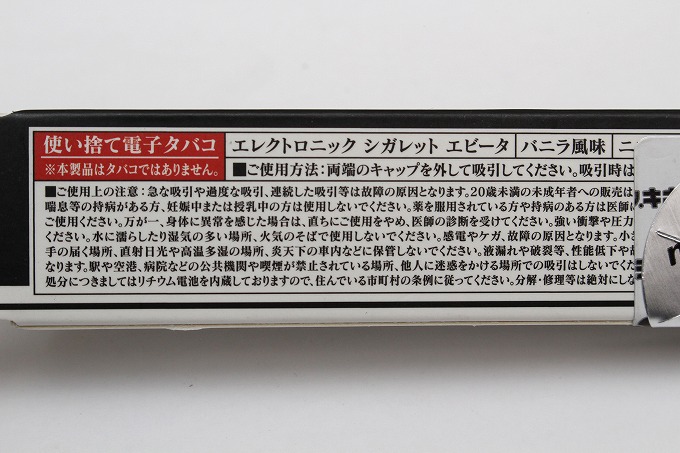 使い捨て電子タバコ
※本製品はタバコではありません。
エレクトロニック シガレット エビータ バニラ風味 ニ
■ご使用方法:両端のキャップを外して吸引してください。吸引時は
■ご使用上の注意:急な吸引や過度な吸引、連続した吸引等は故障の原因となります。20歳未満の未成年者への販売は
喘息等の持病がある方、妊娠中または授乳中の方は使用しないでください。薬を服用されている方や持病のある方は医師に
ご使用ください。万が一、身体に異常を感じた場合は、直ちにご使用をやめ、医師の診断を受けてください。強い衝撃や圧力
ください。水に濡らしたり湿気の多い場所、火気のそばで使用しないでください。感電やケガ、故障の原因となります。小さ
手の届く場所、直射日光や高温多湿の場所、炎天下の車内などに保管しないでください。液漏れや破裂等、性能低下や故
なります。駅や空港、病院などの公共機関や喫煙が禁止されている場所、他人に迷惑をかける場所での吸引はしないでくだ
処分につきましてはリチウム電池を内蔵しておりますので、住んでいる市町村の条例に従ってください。分解・修理等は絶対にしな